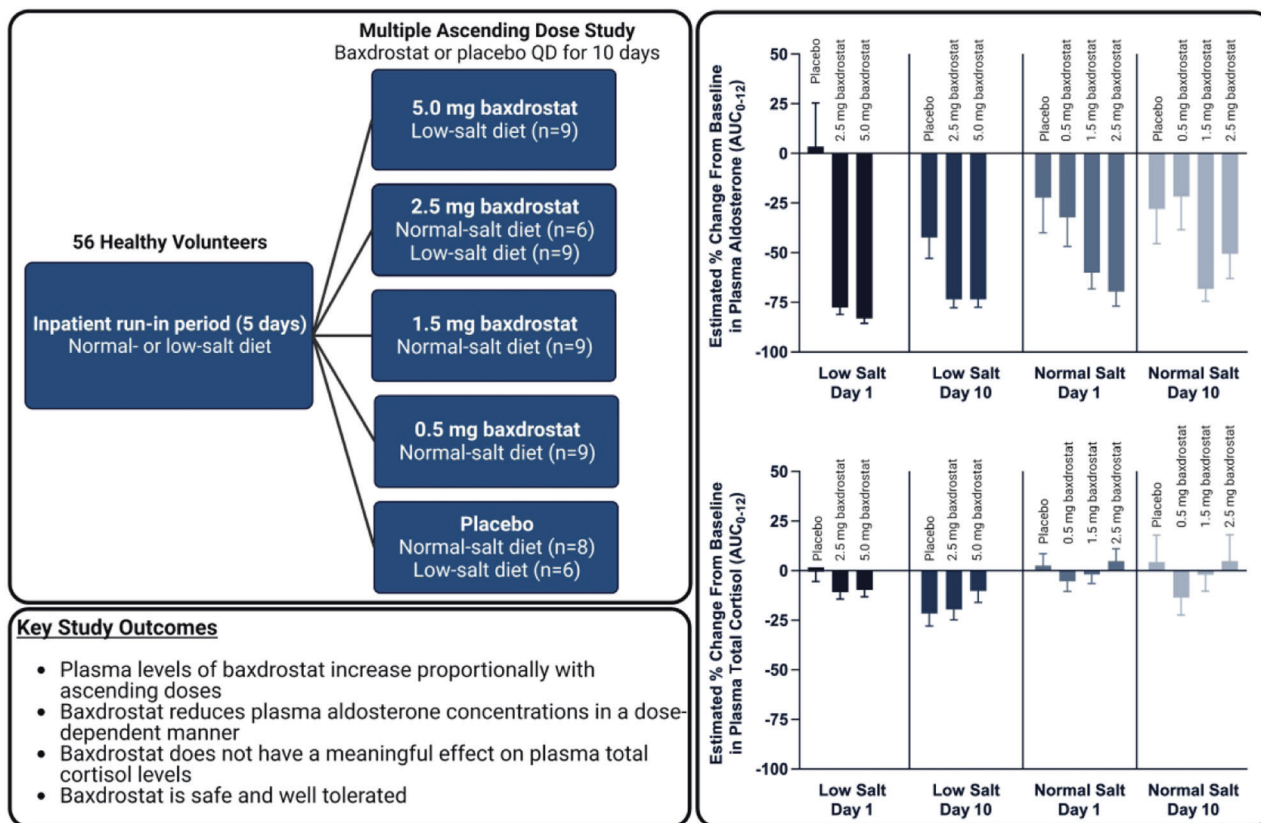 Multiple Ascending Dose Study
Baxdrostat or placebo QD for 10 days
56 Healthy Volunteers
Inpatient run-in period (5 days)
Normal- or low-salt diet
5.0 mg baxdrostat
Low-salt diet (n=9)
2.5 mg baxdrostat
Normal-salt diet (n=6)
Low-salt diet (n=9)
1.5 mg baxdrostat
Normal-salt diet (n=9)
0.5 mg baxdrostat
Normal-salt diet (n=9)
Placebo
Normal-salt diet (n=8)
Low-salt diet (n=6)
Key Study Outcomes
• Plasma levels of baxdrostat increase proportionally with
ascending doses
• Baxdrostat reduces plasma aldosterone concentrations in a dose-
dependent manner
• Baxdrostat does not have a meaningful effect on plasma total
cortisol levels
• Baxdrostat is safe and well tolerated
Estimated % Change From Baseline
in Plasma Aldosterone (AUC0-12)
50
25
0
-25
-50
-75
-100
Placebo
2.5 mg baxdrostat
5.0 mg baxdrostat
Placebo
2.5 mg baxdrostat
5.0 mg baxdrostat
Placebo
0.5 mg baxdrostat
1.5 mg baxdrostat
2.5 mg baxdrostat
Placebo
0.5 mg baxdrostat
1.5 mg baxdrostat
2.5 mg baxdrostat
Low Salt
Day 1
Low Salt
Day 10
Normal Salt
Day 1
Normal Salt
Day 10
Estimated % Change From Baseline
in Plasma Total Cortisol (AUC0-12)
50
25
0
-25
-50
-75
-100
Placebo
2.5 mg baxdrostat
5.0 mg baxdrostat
Placebo
2.5 mg baxdrostat
5.0 mg baxdrostat
Placebo
0.5 mg baxdrostat
1.5 mg baxdrostat
2.5 mg baxdrostat
Placebo
0.5 mg baxdrostat
1.5 mg baxdrostat
2.5 mg baxdrostat
Low Salt
Day 1
Low Salt
Day 10
Normal Salt
Day 1
Normal Salt
Day 10